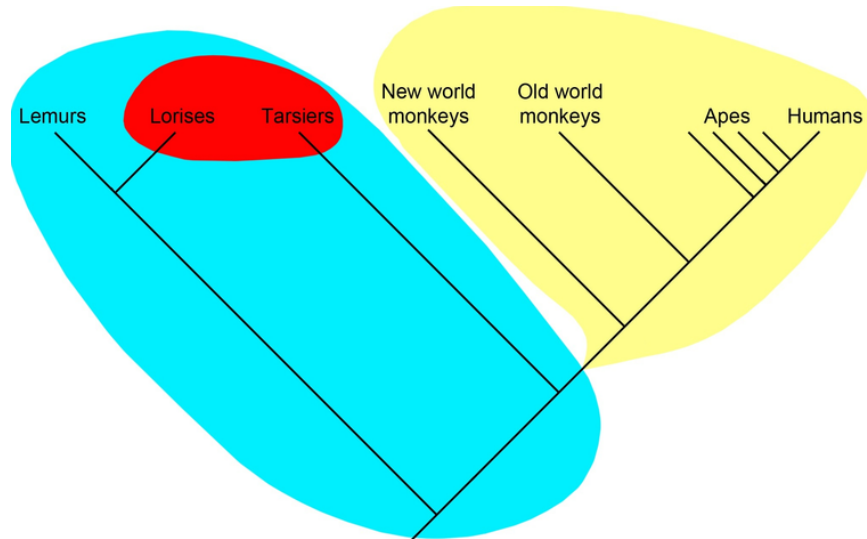 New world
monkeys
Old world
monkeys
Lemurs
Lorises
Tarsiers
Apes
Humans